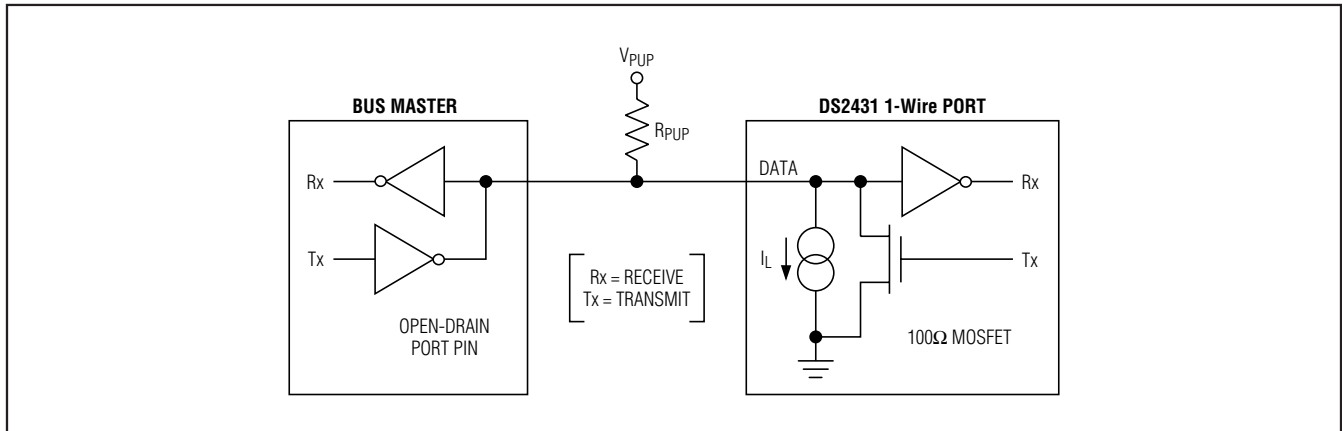 VPUP
BUS MASTER
DS2431 1-Wire PORT
RPUP
Rx
DATA
Rx
Tx
IL
Tx
Rx = RECEIVE
Tx = TRANSMIT
OPEN-DRAIN
PORT PIN
100Ω MOSFET